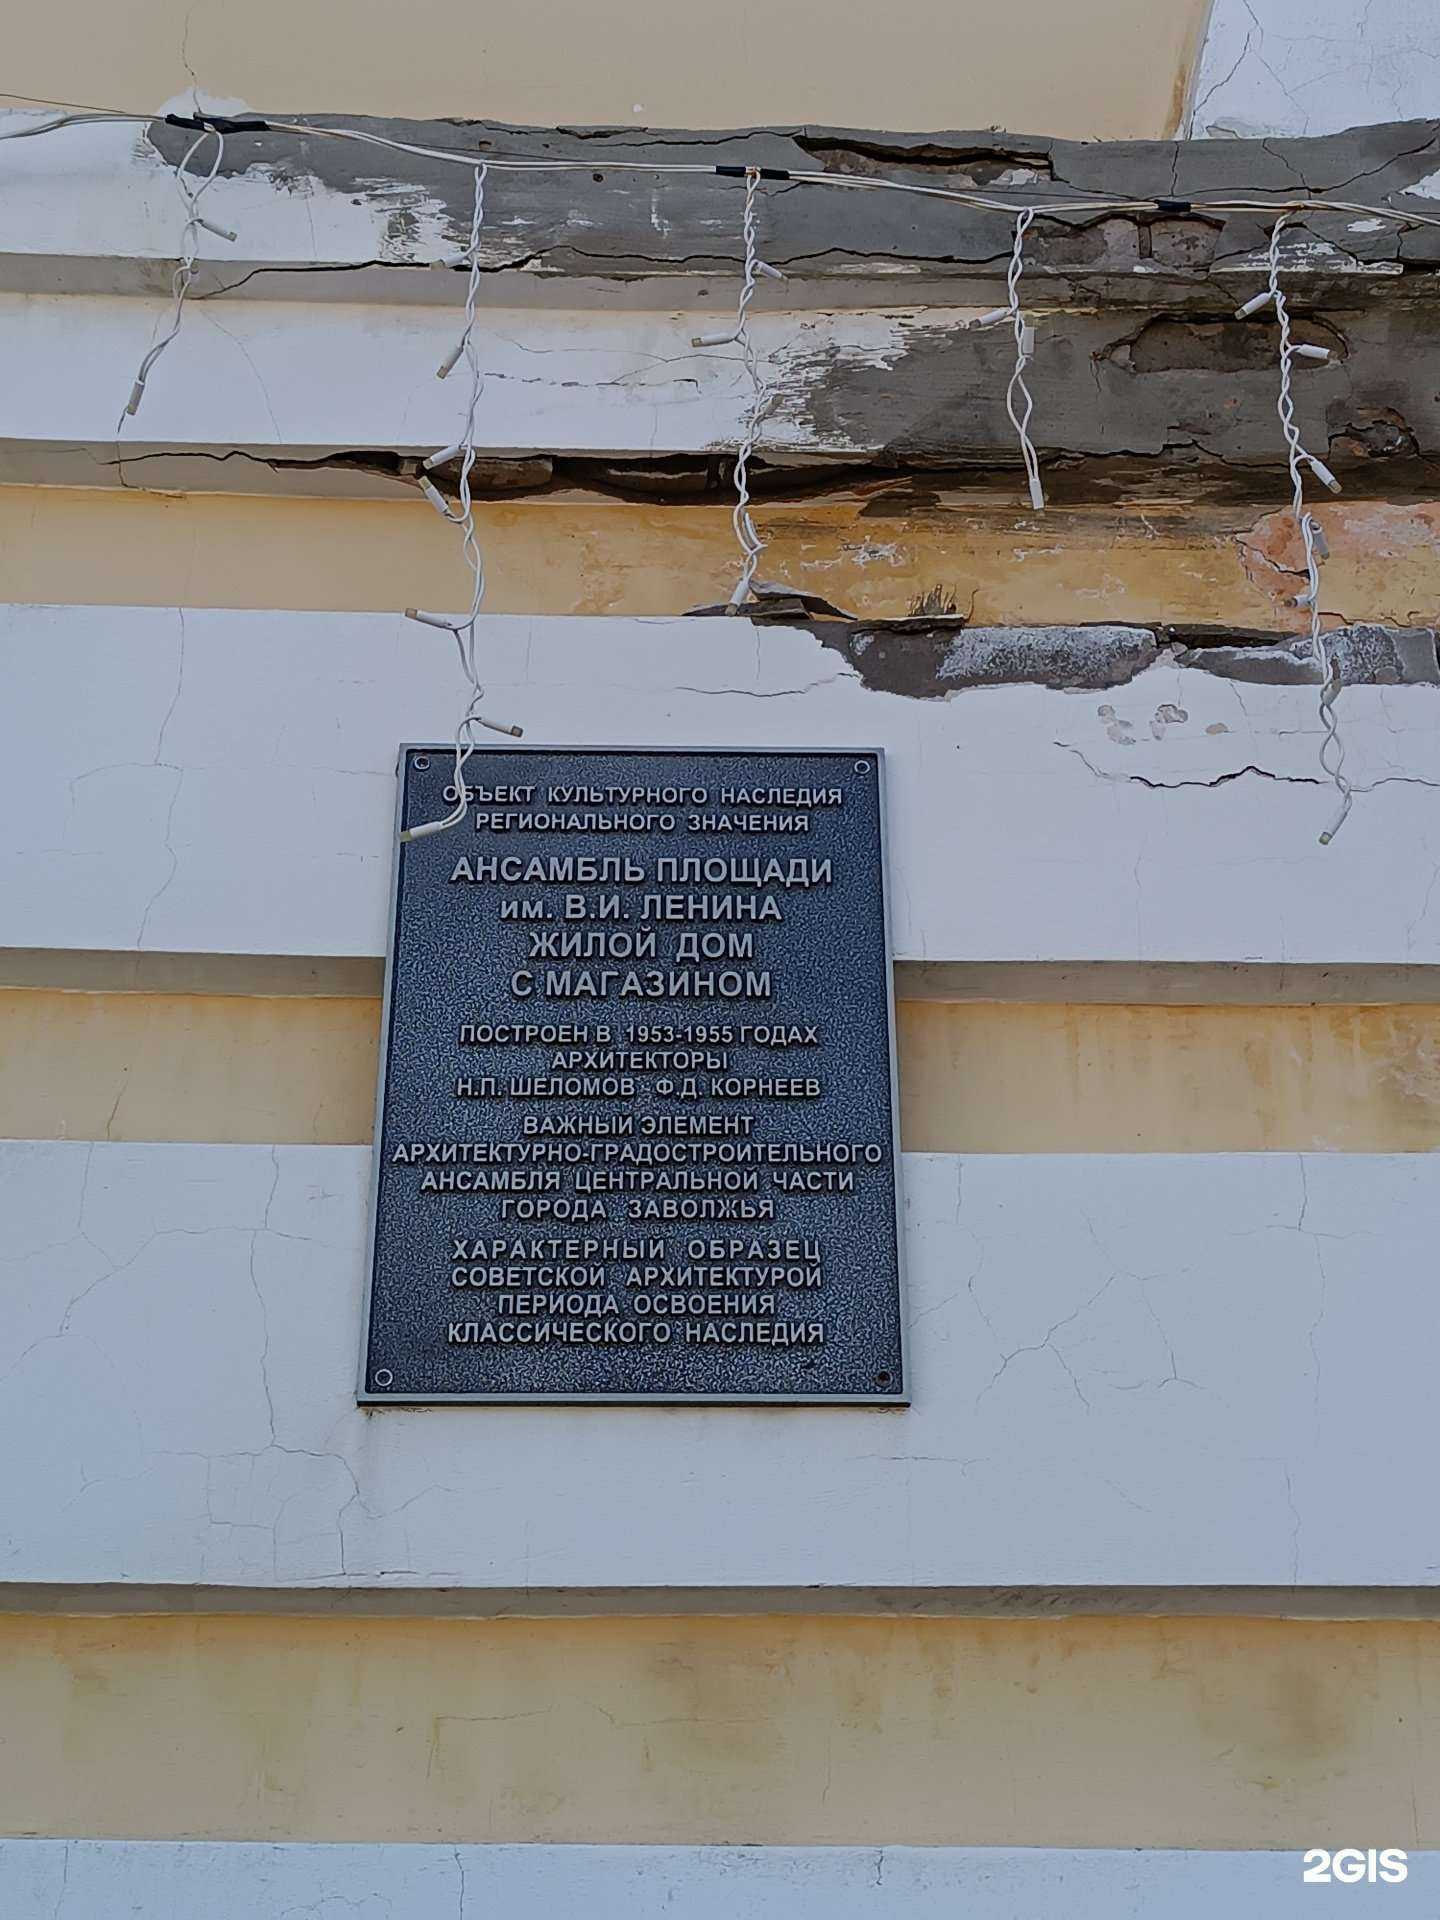 ОБЪЕКТ КУЛЬТУРНОГО НАСЛЕДИЯ
РЕГИОНАЛЬНОГО ЗНАЧЕНИЯ
АНСАМБЛЬ ПЛОЩАДИ
им. В.И. ЛЕНИНА
ЖИЛОЙ ДОМ
С МАГАЗИНОМ
ПОСТРОЕН В 1953-1955 ГОДАХ
АРХИТЕКТОРЫ
Н.П. ШЕЛОМОВ Ф.Д. КОРНЕЕВ
ВАЖНЫЙ ЭЛЕМЕНТ
АРХИТЕКТУРНО-ГРАДОСТРОИТЕЛЬНОГО
АНСАМБЛЯ ЦЕНТРАЛЬНОЙ ЧАСТИ
ГОРОДА ЗАВОЛЖЬЯ
ХАРАКТЕРНЫЙ ОБРАЗЕЦ
СОВЕТСКОЙ АРХИТЕКТУРОЙ
ПЕРИОДА ОСВОЕНИЯ
КЛАССИЧЕСКОГО НАСЛЕДИЯ
2GIS